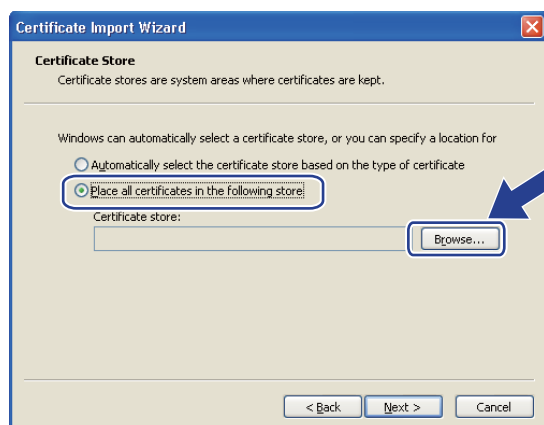 Certificate Import Wizard
Certificate Store
Certificate stores are system areas where certificates are kept.
Windows can automatically select a certificate store, or you can specify a location for
Automatically select the certificate store based on the type of certificate
Place all certificates in the following store
Certificate store:
Browse...
< Back Next > Cancel